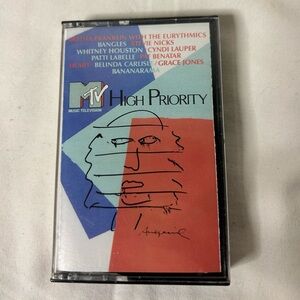 ARETHA FRANKLIN WITH THE EURYTHMICS
BANGLES STEVIE NICKS
WHITNEY HOUSTON CYNDI LAUPER
PATTI LABELLE PAT BENATAR
HEART BELINDA CARLISLE GRACE JONES
BANANARAMA
MTV
MUSIC TELEVISION
HIGH PRIORITY